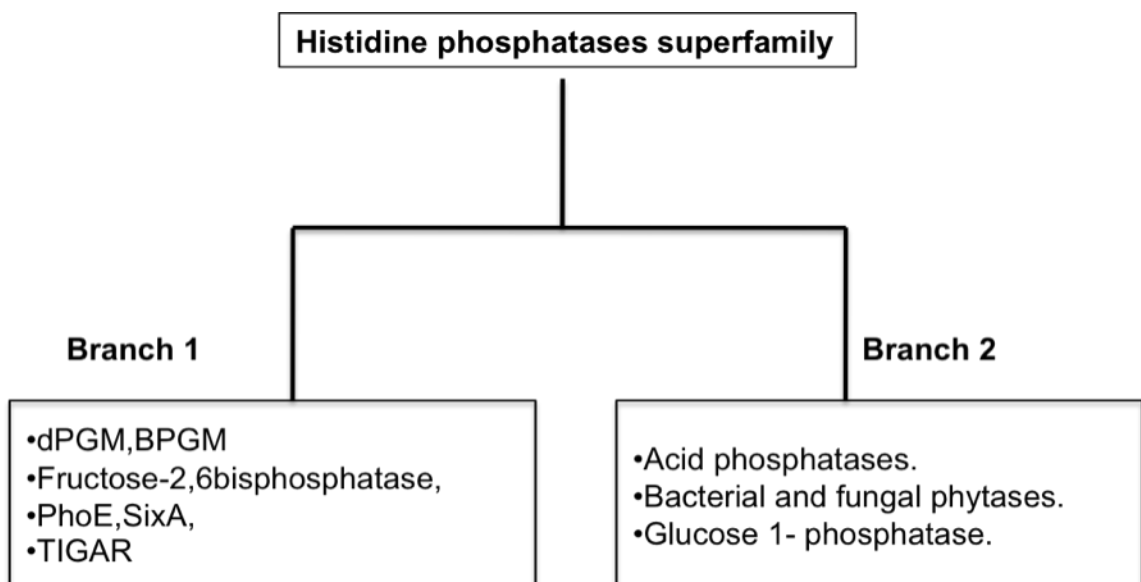 Histidine phosphatases superfamily
Branch 1
Branch 2
•dPGM,BPGM
•Fructose-2,6bisphosphatase,
•PhoE,SixA,
•TIGAR
•Acid phosphatases.
•Bacterial and fungal phytases.
•Glucose 1- phosphatase.